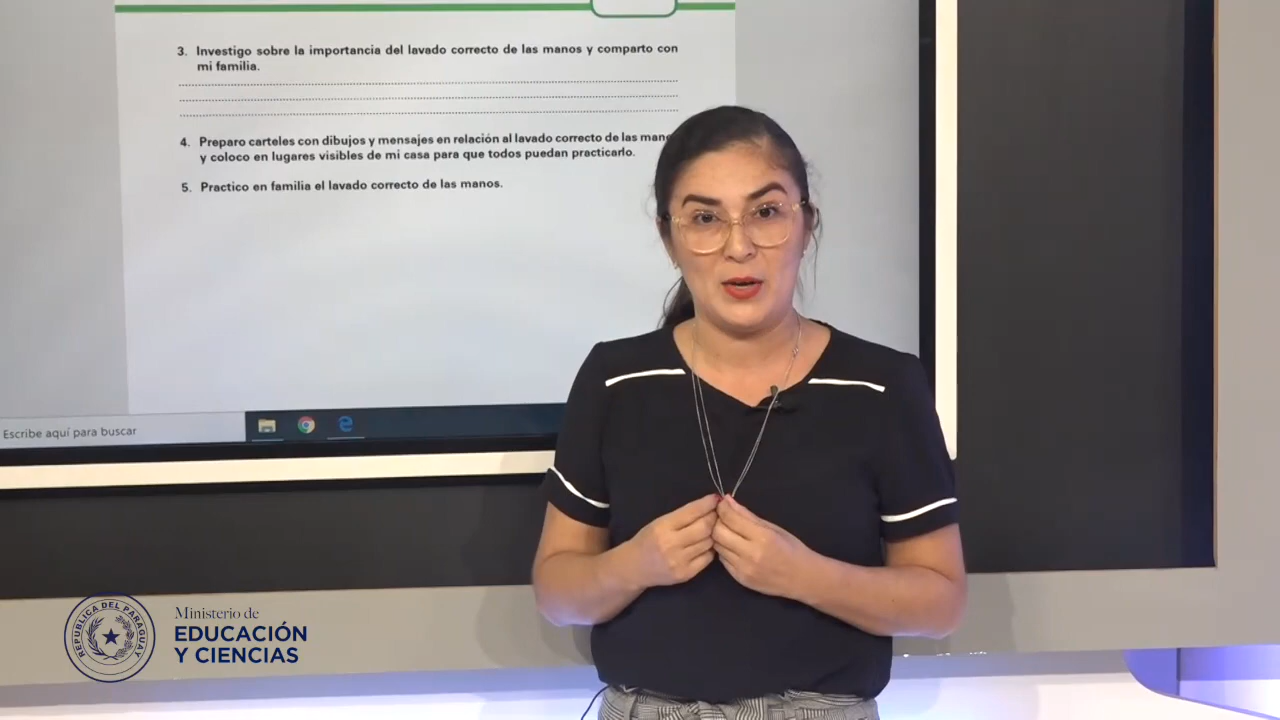 3. Investigo sobre la importancia del lavado correcto de las manos y comparto con
mi familia.
4. Preparo carteles con dibujos y mensajes en relación al lavado correcto de las
y coloco en lugares visibles de mi casa para que todos puedan practicarlo.
5. Practico en familia el lavado correcto de las manos.
Escribe aquí para buscar
REPUBLICA DEL PARAGUAY
Ministerio de
EDUCACIÓN
Y CIENCIAS